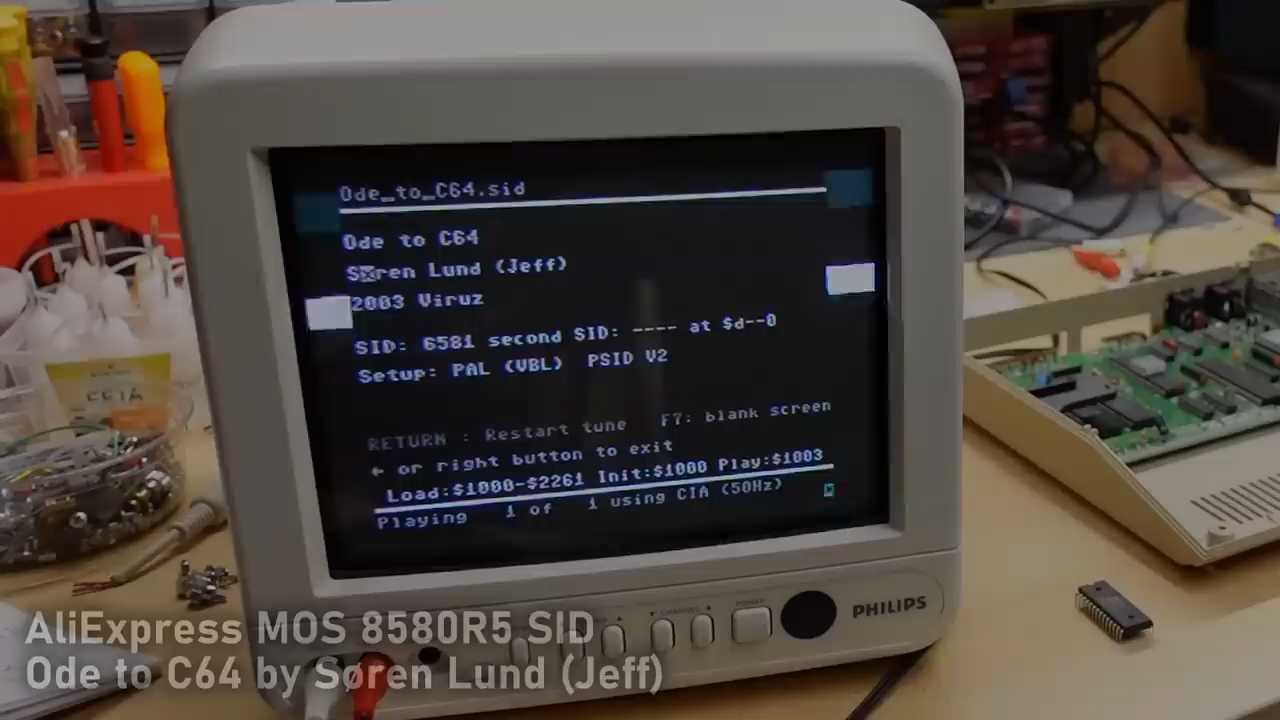 Ode_to_C64.sid
Ode to C64
Søren Lund (Jeff)
2003 Viruz
SID: 6581 second SID: ---- at $d--0
Setup: PAL (VBL) PSID V2
RETURN : Restart tune F7: blank screen
← or right button to exit
Load:$1000-$2261 Init:$1000 Play:$1003
Playing 1 of 1 using CIA (50Hz)
▼ CHANNEL ▲
POWER
PHILIPS
AliExpress MOS 8580R5 SID
Ode to C64 by Søren Lund (Jeff)